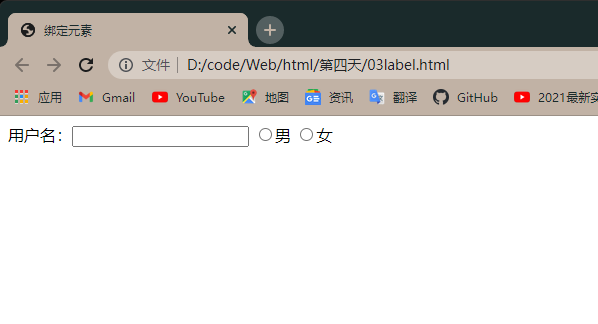 绑定元素
文件 D:/code/Web/html/第四天/03label.html
应用 Gmail YouTube 地图 资讯 翻译 GitHub 2021最新实
用户名： 男 女